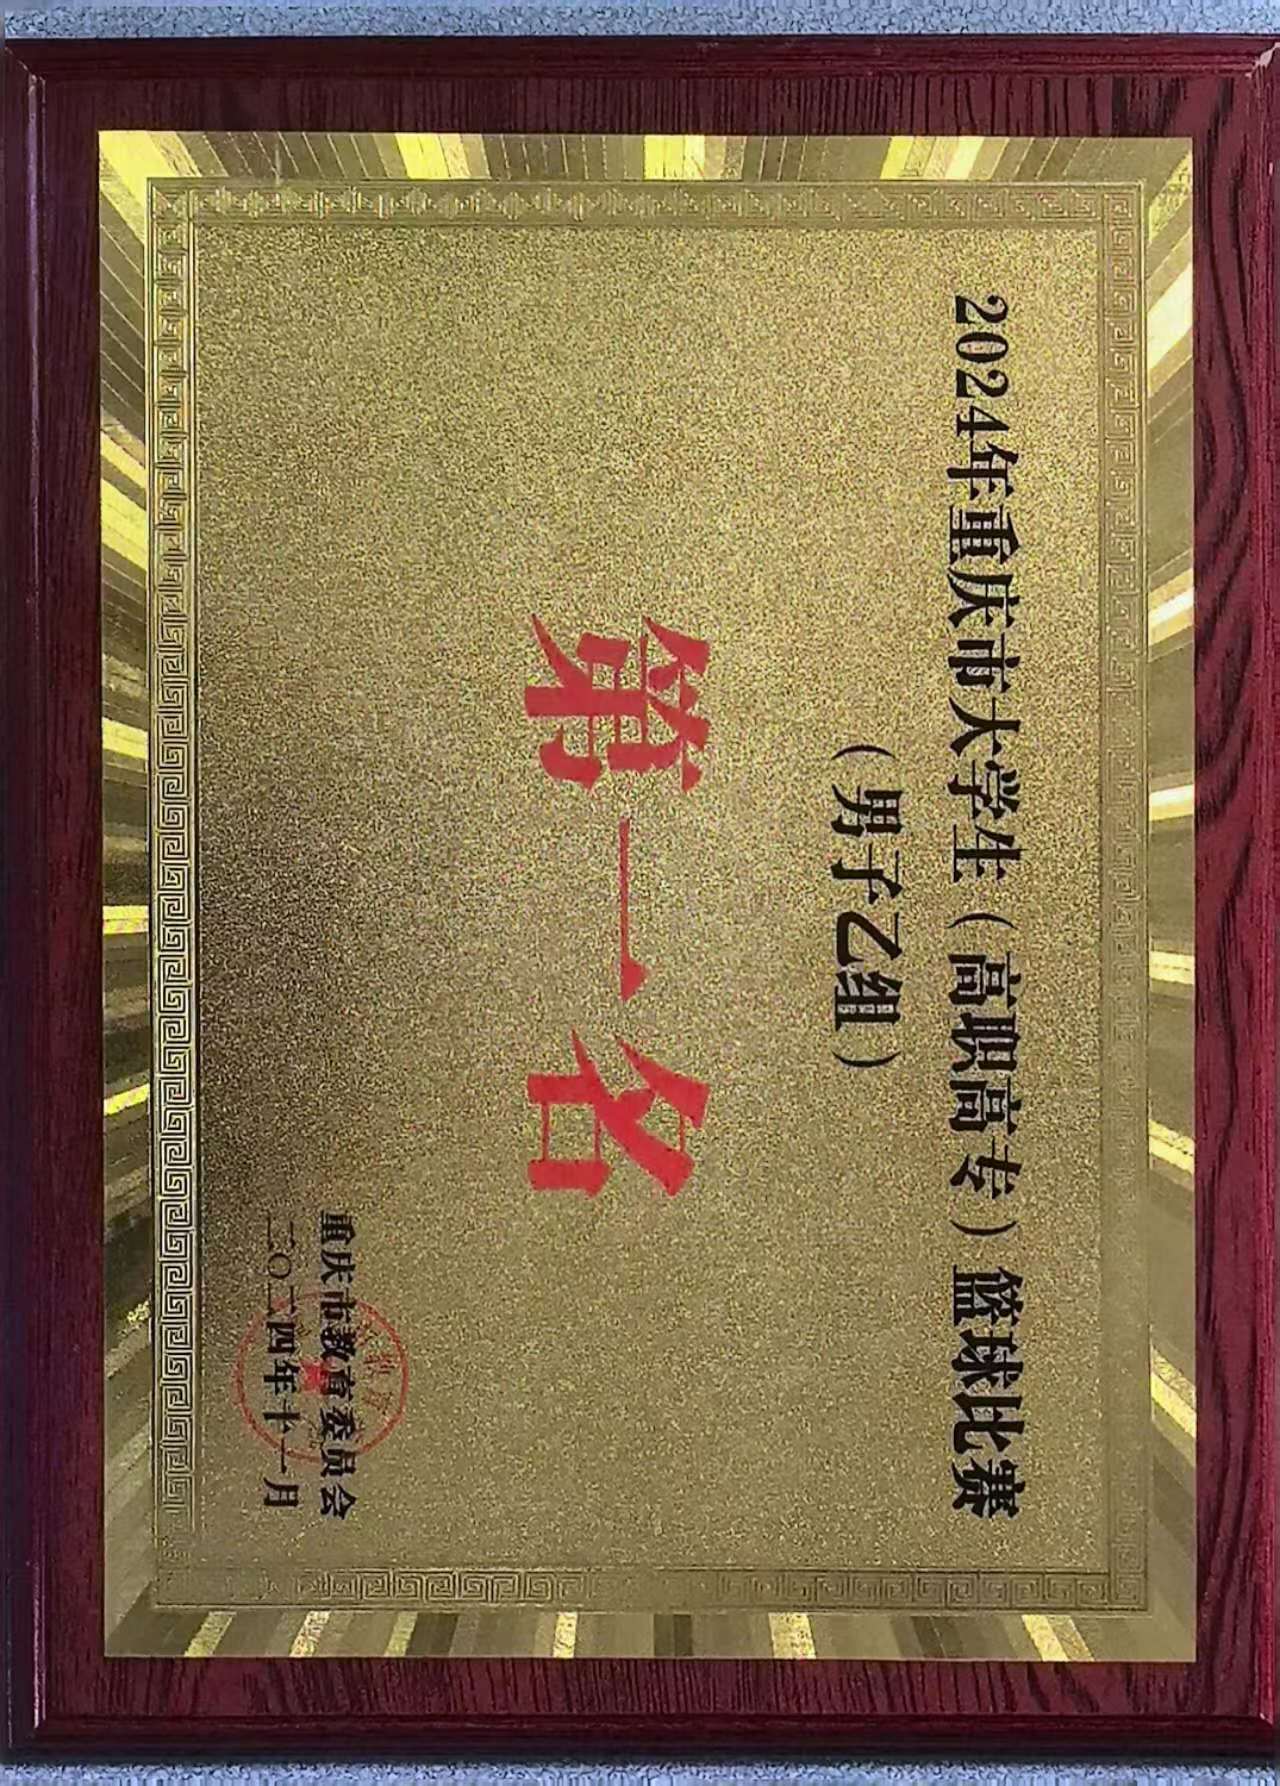 2024年重庆市大学生（高职高专）篮球比赛
（男子乙组）
第一名
重庆市教育委员会
二〇二四年十一月